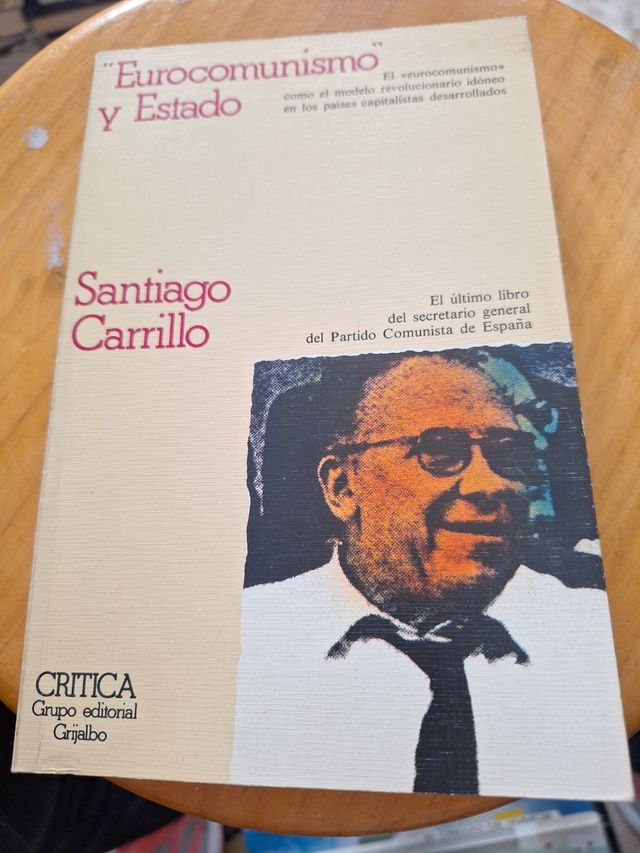 "Eurocomunismo"
y Estado
El «eurocomunismo»
como el modelo revolucionario idóneo
en los países capitalistas desarrollados
Santiago
Carrillo
El último libro
del secretario general
del Partido Comunista de España
CRITICA
Grupo editorial
Grijalbo